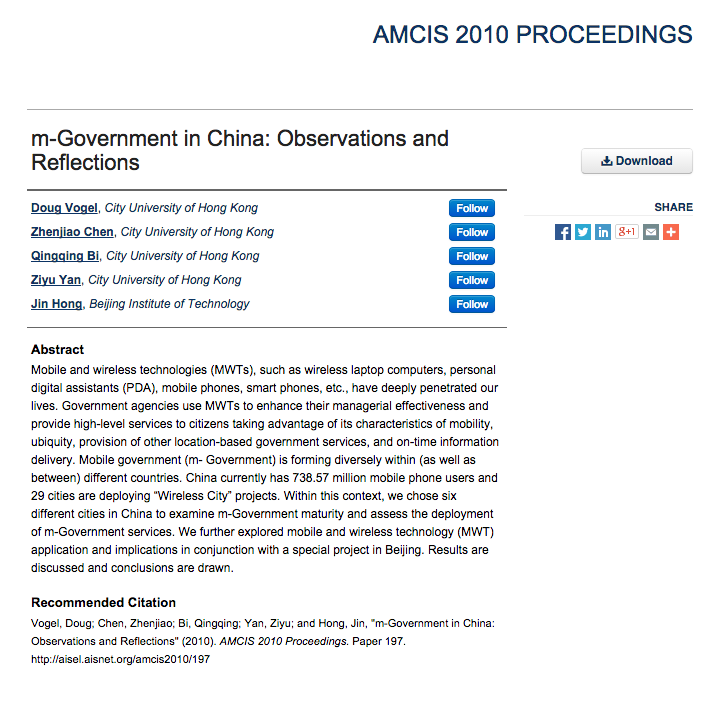 AMCIS 2010 PROCEEDINGS
m-Government in China: Observations and
Reflections
Download
Doug Vogel, City University of Hong Kong
Follow
Zhenjiao Chen, City University of Hong Kong
Follow
Qingqing Bi, City University of Hong Kong
Follow
Ziyu Yan, City University of Hong Kong
Follow
Jin Hong, Beijing Institute of Technology
Follow
SHARE
f
in
g+1
Abstract
Mobile and wireless technologies (MWTs), such as wireless laptop computers, personal
digital assistants (PDA), mobile phones, smart phones, etc., have deeply penetrated our
lives. Government agencies use MWTs to enhance their managerial effectiveness and
provide high-level services to citizens taking advantage of its characteristics of mobility,
ubiquity, provision of other location-based government services, and on-time information
delivery. Mobile government (m- Government) is forming diversely within (as well as
between) different countries. China currently has 738.57 million mobile phone users and
29 cities are deploying “Wireless City” projects. Within this context, we chose six
different cities in China to examine m-Government maturity and assess the deployment
of m-Government services. We further explored mobile and wireless technology (MWT)
application and implications in conjunction with a special project in Beijing. Results are
discussed and conclusions are drawn.
Recommended Citation
Vogel, Doug; Chen, Zhenjiao; Bi, Qingqing; Yan, Ziyu; and Hong, Jin, "m-Government in China:
Observations and Reflections" (2010). AMCIS 2010 Proceedings. Paper 197.
http://aisel.aisnet.org/amcis2010/197